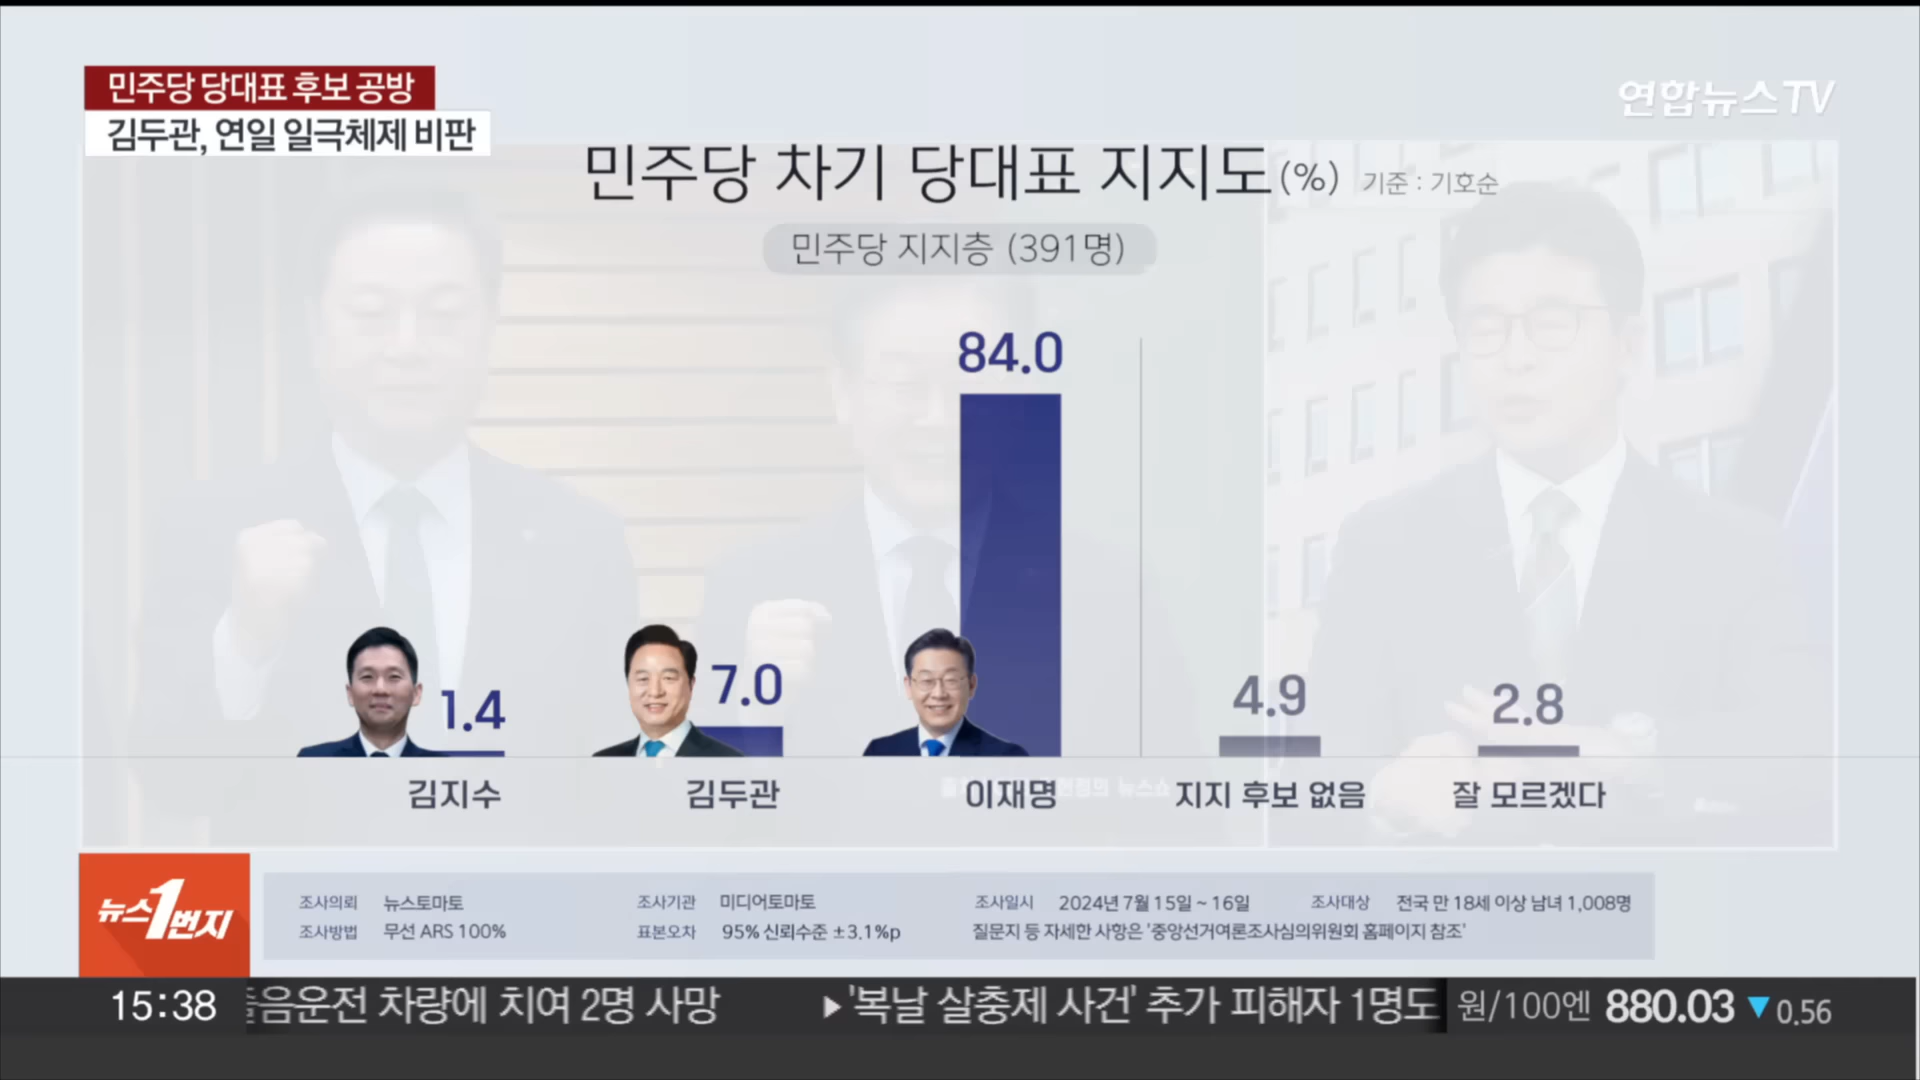 민주당 당대표 후보 공방
김두관, 연일 일극체제 비판
연합뉴스TV
민주당 차기 당대표 지지도(%) 기준 : 기호순
민주당 지지층 (391명)
1.4
7.0
84.0
4.9
2.8
김지수
김두관
이재명
지지 후보 없음
잘 모르겠다
뉴스1번지
조사의뢰 뉴스토마토 조사기관 미디어토마토 조사일시 2024년 7월 15일 ~ 16일 조사대상 전국 만 18세 이상 남녀 1,008명
조사방법 무선 ARS 100% 표본오차 95% 신뢰수준 ±3.1%p 질문지 등 자세한 사항은 '중앙선거여론조사심의위원회 홈페이지 참조'
15:38 음운전 차량에 치여 2명 사망 ▶'복날 살충제 사건' 추가 피해자 1명도 원/100엔 880.03 ▼0.56